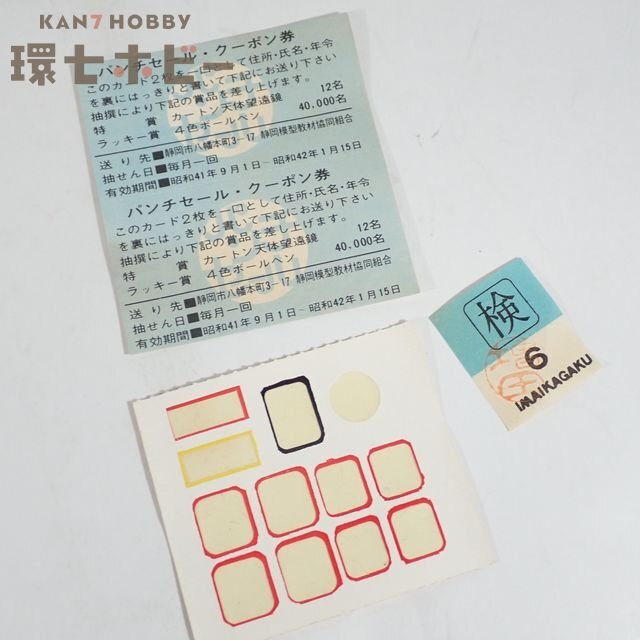 KAN7 HOBBY
環七ホビー
パンチセール・クーポン券
このカード2枚を一口として住所・氏名・年令
を裏にはっきりと書いて下記にお送り下さい
抽撰により下記の賞品を差し上げます。
特　　賞　カートン天体望遠鏡　12名
ラッキー賞　4色ボールペン　40,000名
送り先■静岡市八幡本町3-17 静岡模型教材協同組合
抽せん日■毎月一回
有効期間■昭和41年9月1日−昭和42年1月15日
パンチセール・クーポン券
このカード2枚を一口として住所・氏名・年令
を裏にはっきりと書いて下記にお送り下さい
抽撰により下記の賞品を差し上げます。
特　　賞　カートン天体望遠鏡　12名
ラッキー賞　4色ボールペン　40,000名
送り先■静岡市八幡本町3-17 静岡模型教材協同組合
抽せん日■毎月一回
有効期間■昭和41年9月1日−昭和42年1月15日
検
6
IMAIKAGAKU